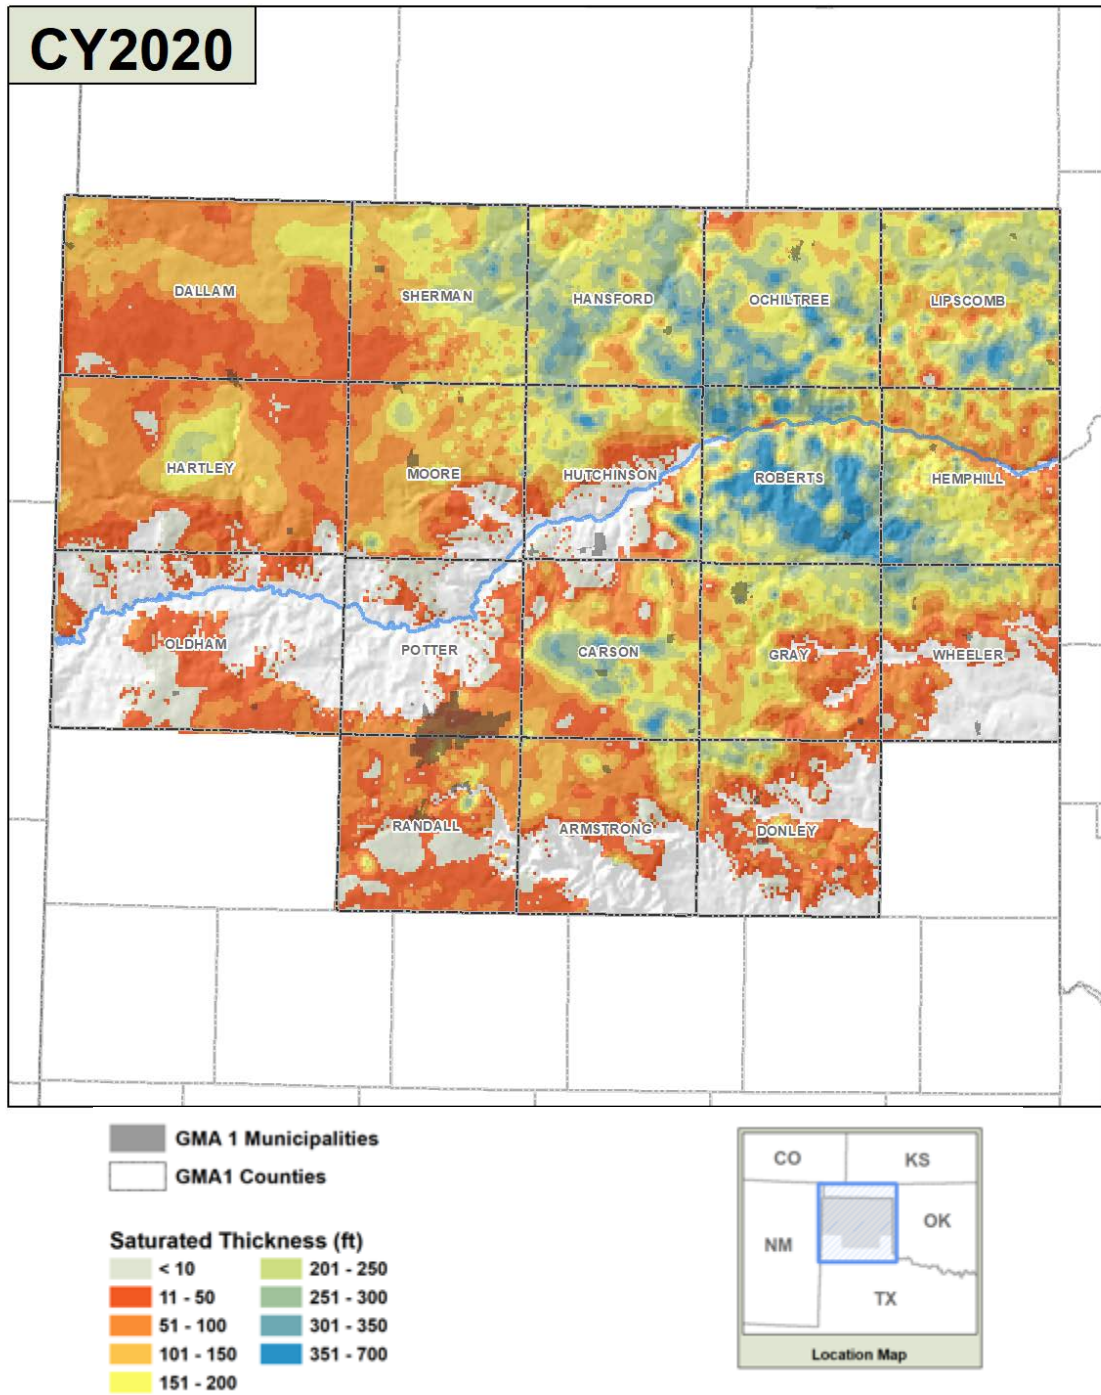 CY2020
DALLAM
SHERMAN
HANSFORD
OCHILTREE
LIPSCOMB
HARTLEY
MOORE
HUTCHINSON
ROBERTS
HEMPHILL
OLDHAM
POTTER
CARSON
GRAY
WHEELER
RANDALL
ARMSTRONG
DONLEY
GMA 1 Municipalities
GMA1 Counties
Saturated Thickness (ft)
< 10
11 - 50
51 - 100
101 - 150
151 - 200
201 - 250
251 - 300
301 - 350
351 - 700
CO
KS
NM
OK
TX
Location Map